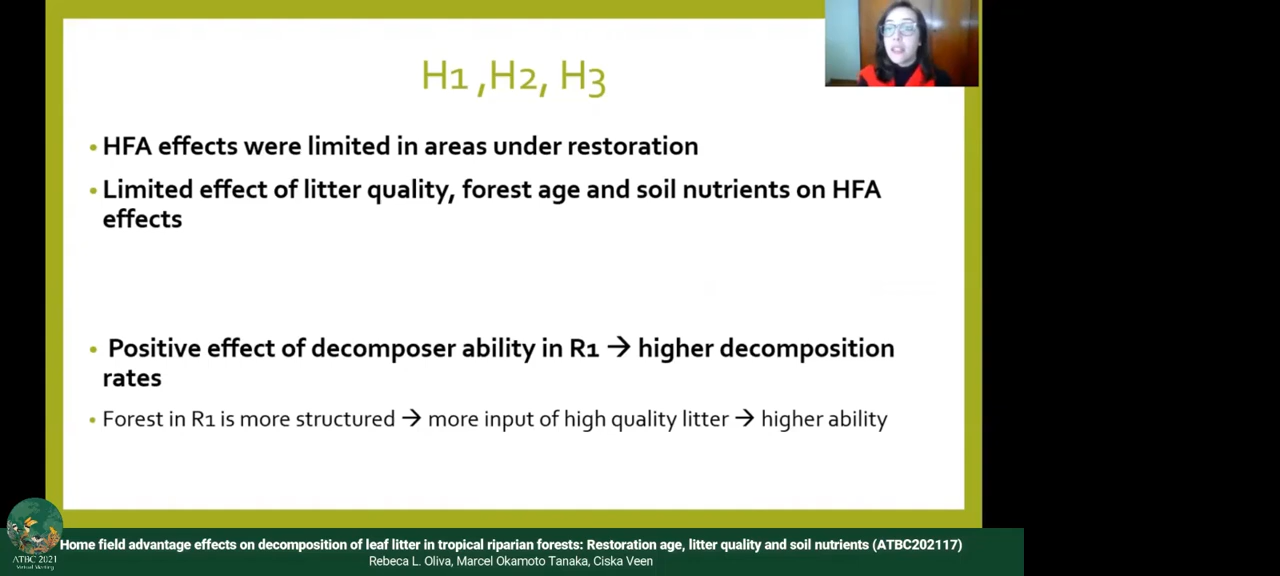 H1 ,H2, H3
• HFA effects were limited in areas under restoration
• Limited effect of litter quality, forest age and soil nutrients on HFA
effects
• Positive effect of decomposer ability in R1 → higher decomposition
rates
• Forest in R1 is more structured → more input of high quality litter → higher ability
ATBC 2021
Virtual Meeting
Home field advantage effects on decomposition of leaf litter in tropical riparian forests: Restoration age, litter quality and soil nutrients (ATBC202117)
Rebeca L. Oliva, Marcel Okamoto Tanaka, Ciska Veen